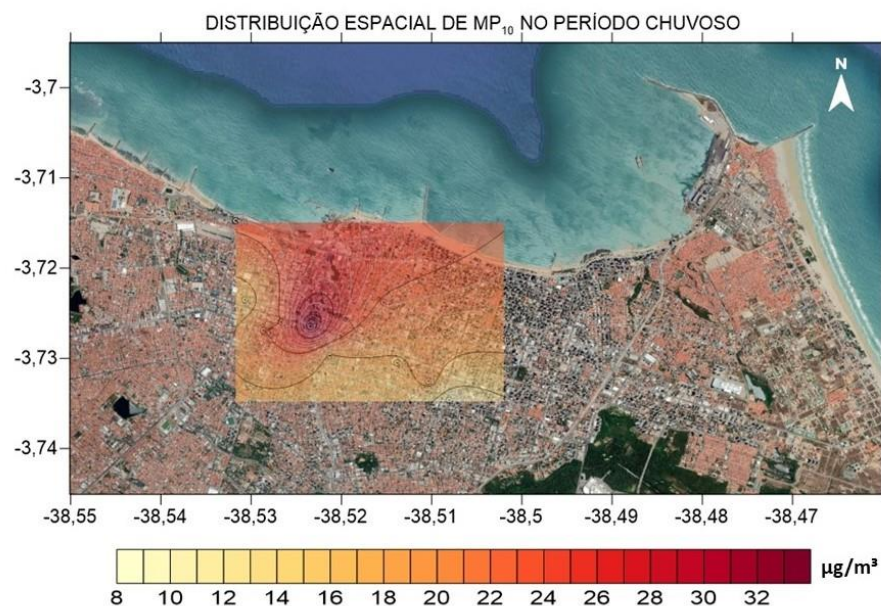 DISTRIBUIÇÃO ESPACIAL DE MP₁₀ NO PERÍODO CHUVOSO
N
-3,7
-3,71
-3,72
-3,73
-3,74
-38,55 -38,54 -38,53 -38,52 -38,51 -38,5 -38,49 -38,48 -38,47
8 10 12 14 16 18 20 22 24 26 28 30 32 µg/m³